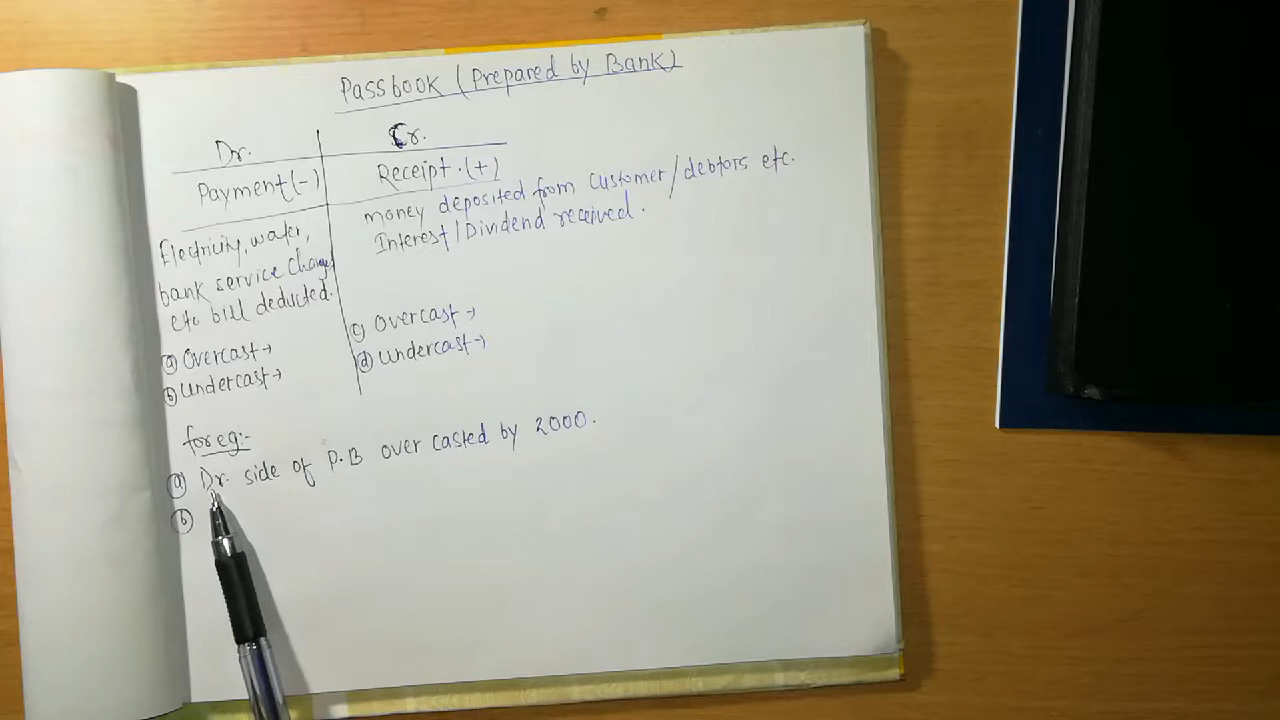 Passbook (Prepared by Bank)
Dr.
Cr.
Payment (-)
Receipt. (+)
Electricity, water,
bank service charges
etc bill deducted.
money deposited from customer/debtors etc.
Interest/Dividend received.
(a) Overcast →
(b) Undercast →
(c) Overcast →
(d) Undercast →
for eg:-
(a) Dr. side of P.B over casted by 2000.
(b)